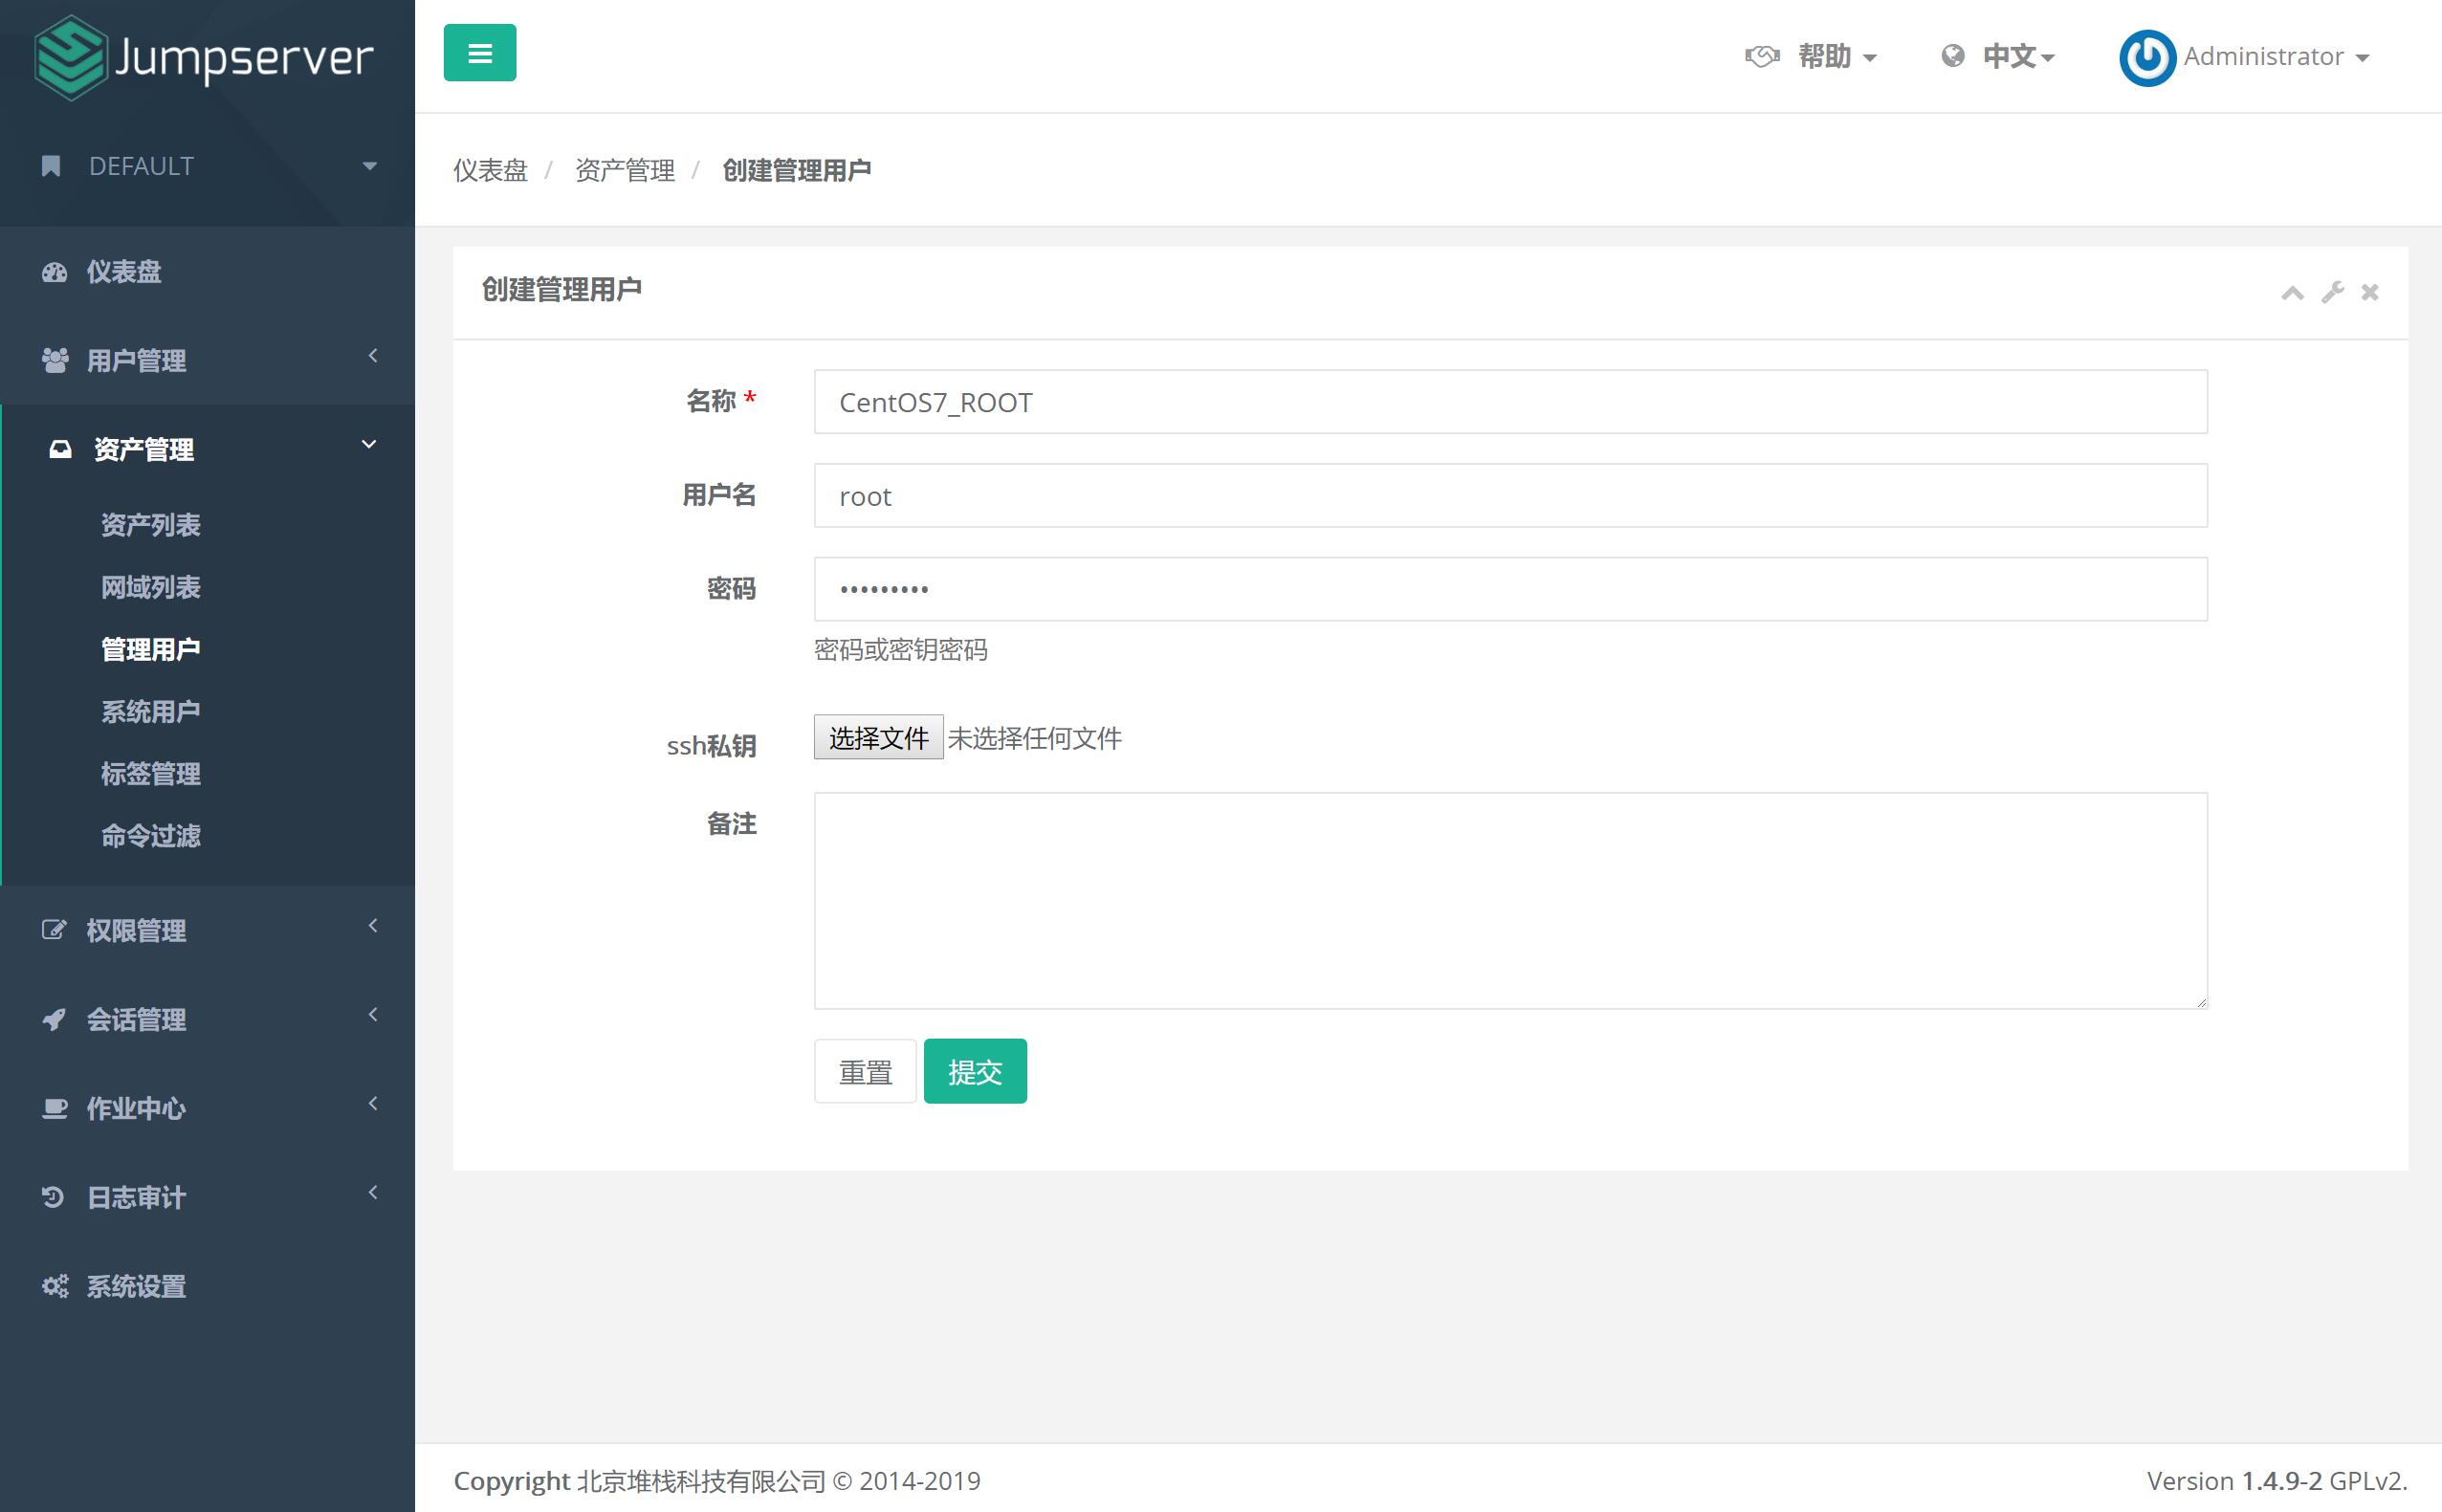 Jumpserver
DEFAULT
仪表盘
用户管理
资产管理
资产列表
网域列表
管理用户
系统用户
标签管理
命令过滤
权限管理
会话管理
作业中心
日志审计
系统设置
帮助 中文 Administrator
仪表盘 / 资产管理 / 创建管理用户
创建管理用户
名称 * CentOS7_ROOT
用户名 root
密码 •••••••••
密码或密钥密码
ssh私钥 选择文件 未选择任何文件
备注
重置 提交
Copyright 北京堆栈科技有限公司 © 2014-2019 Version 1.4.9-2 GPLv2.